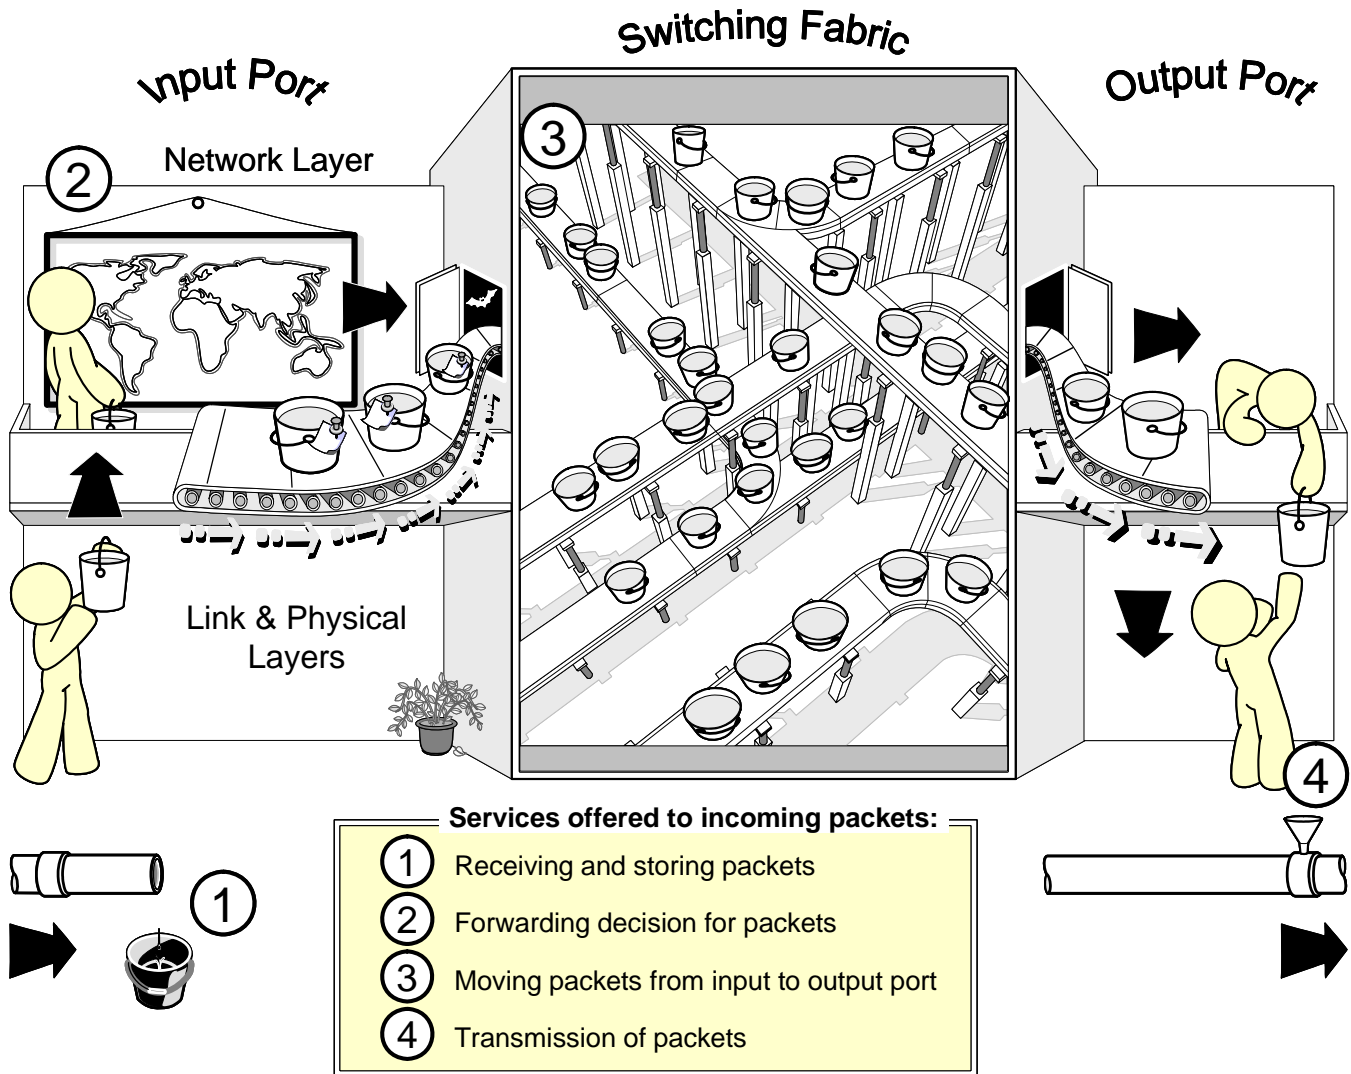 Switching Fabric
Input Port
Output Port
3
2
Network Layer
Link & Physical
Layers
4
1
Services offered to incoming packets:
1 Receiving and storing packets
2 Forwarding decision for packets
3 Moving packets from input to output port
4 Transmission of packets